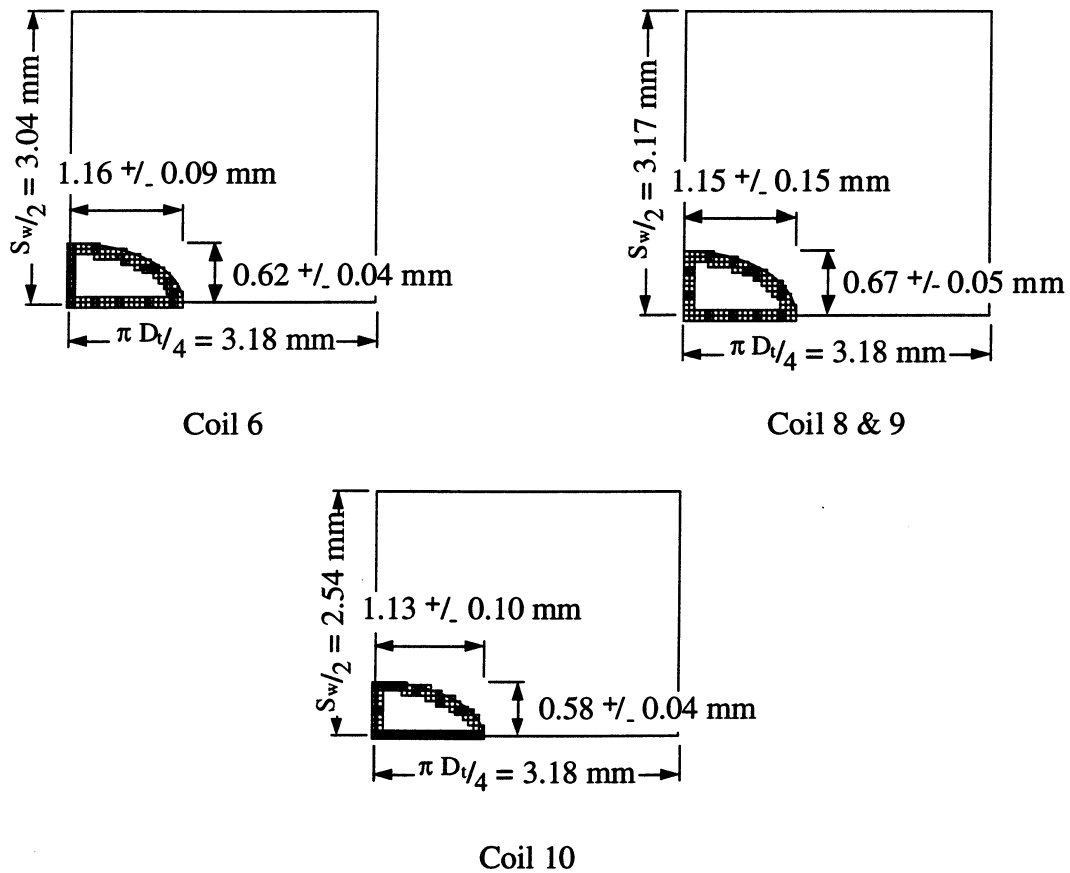 Sw/2 = 3.04 mm
1.16 +/- 0.09 mm
0.62 +/- 0.04 mm
π Dt/4 = 3.18 mm
Coil 6
Sw/2 = 3.17 mm
1.15 +/- 0.15 mm
0.67 +/- 0.05 mm
π Dt/4 = 3.18 mm
Coil 8 & 9
Sw/2 = 2.54 mm
1.13 +/- 0.10 mm
0.58 +/- 0.04 mm
π Dt/4 = 3.18 mm
Coil 10